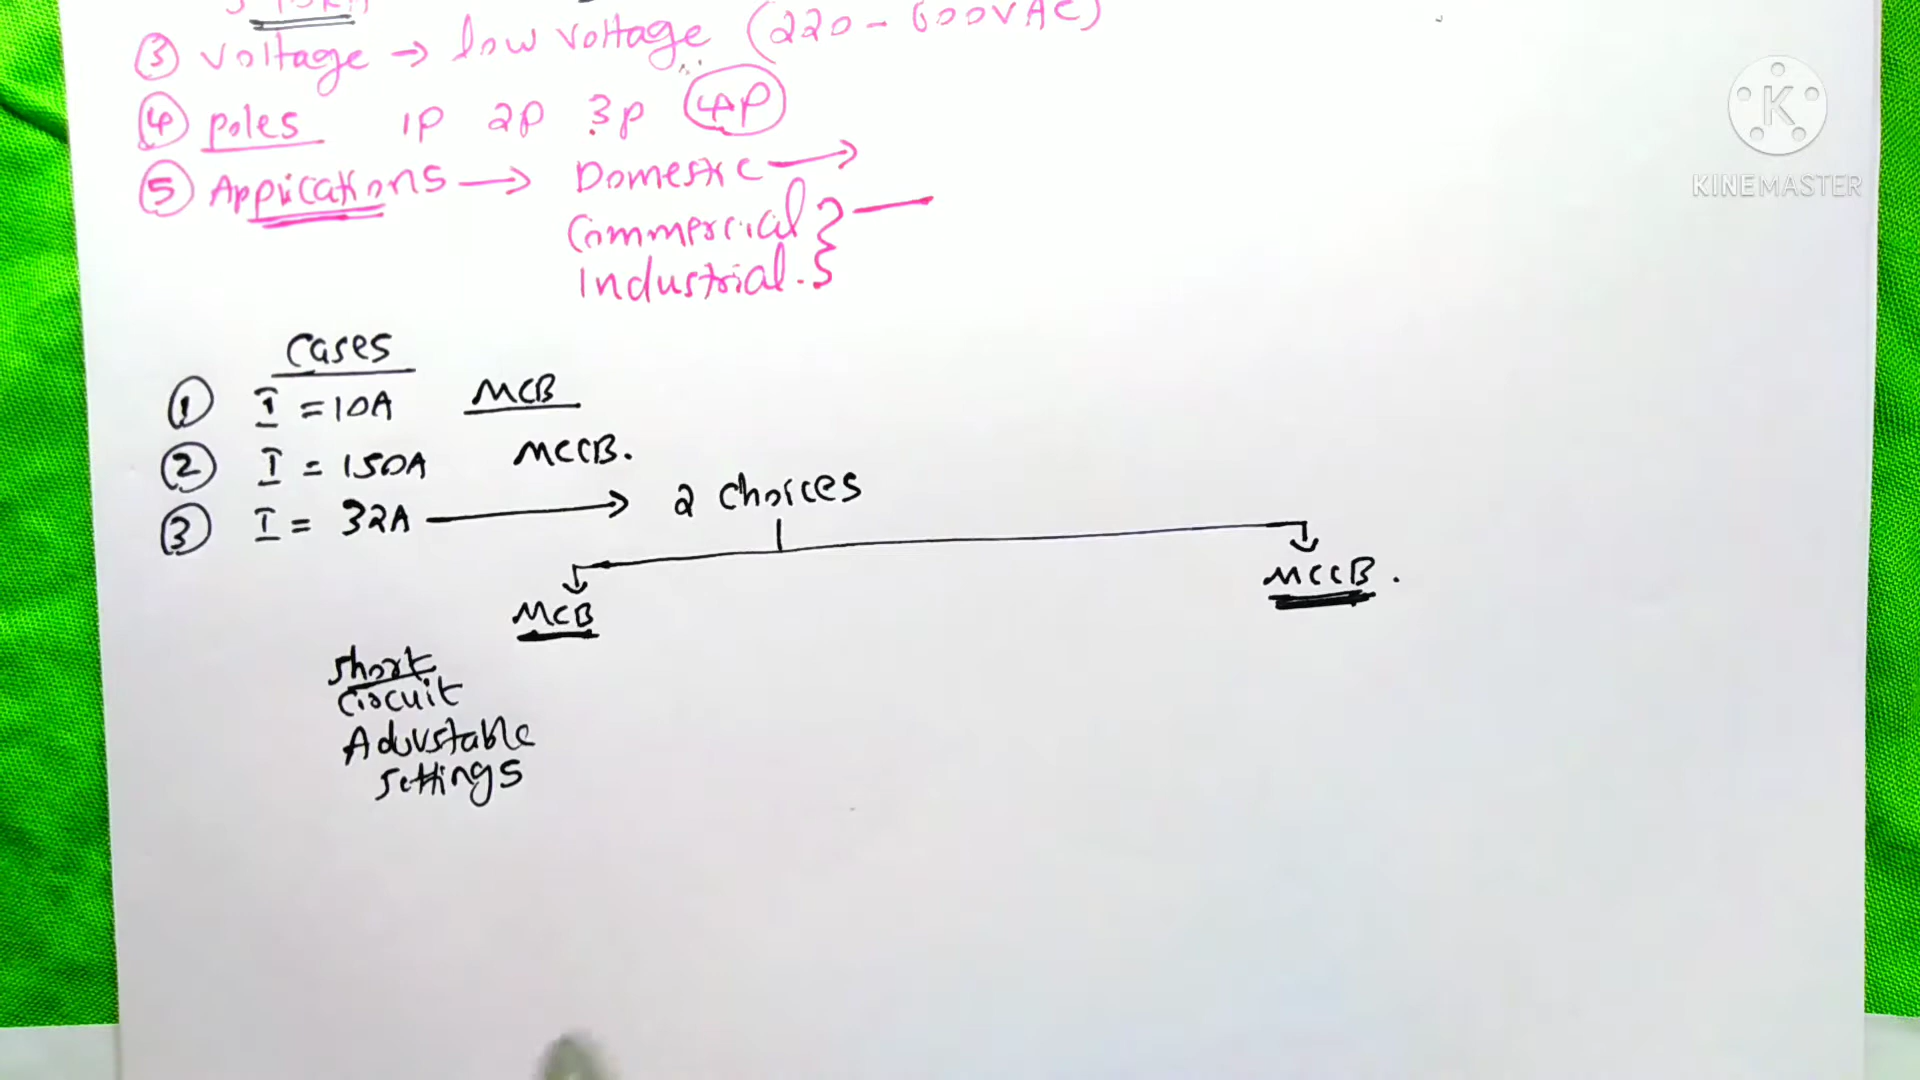 ③ Voltage → low voltage (220 - 600VAC)
④ poles 1P 2P 3P 4P
⑤ Applications → Domestic →
Commercial
Industrial.
K
KINEMASTER
Cases
① I = 10A MCB
② I = 150A MCCB.
③ I = 32A → 2 Choices
MCB
MCCB.
Short
Circuit
Adustable
Settings